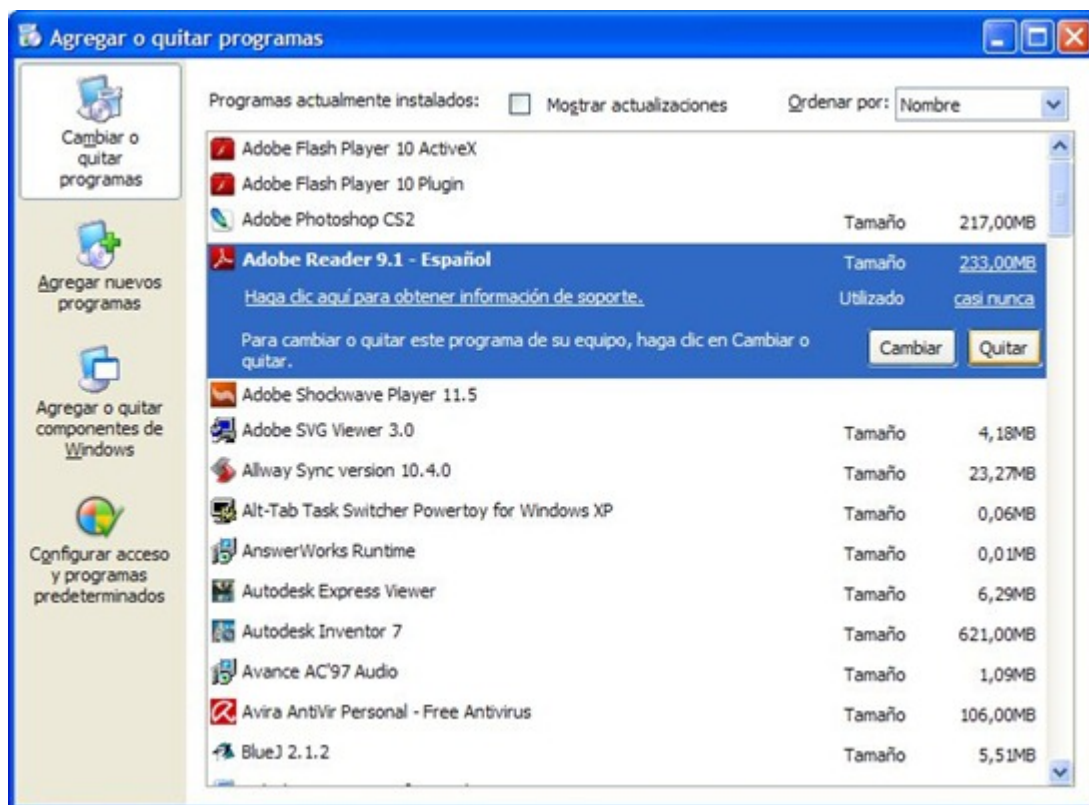 Agregar o quitar programas
Cambiar o
quitar
programas
Agregar nuevos
programas
Agregar o quitar
componentes de
Windows
Configurar acceso
y programas
predeterminados
Programas actualmente instalados: Mostrar actualizaciones Ordenar por: Nombre
Adobe Flash Player 10 ActiveX
Adobe Flash Player 10 Plugin
Adobe Photoshop CS2 Tamaño 217,00MB
Adobe Reader 9.1 - Español Tamaño 233,00MB
Haga clic aquí para obtener información de soporte. Utilizado casi nunca
Para cambiar o quitar este programa de su equipo, haga clic en Cambiar o
quitar. Cambiar Quitar
Adobe Shockwave Player 11.5
Adobe SVG Viewer 3.0 Tamaño 4,18MB
Allway Sync version 10.4.0 Tamaño 23,27MB
Alt-Tab Task Switcher Powertoy for Windows XP Tamaño 0,06MB
AnswerWorks Runtime Tamaño 0,01MB
Autodesk Express Viewer Tamaño 6,29MB
Autodesk Inventor 7 Tamaño 621,00MB
Avance AC'97 Audio Tamaño 1,09MB
Avira AntiVir Personal - Free Antivirus Tamaño 106,00MB
BlueJ 2.1.2 Tamaño 5,51MB